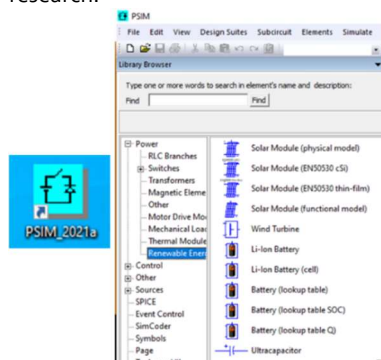 research.
PSIM_2021a
PSIM
File Edit View Design Suites Subcircuit Elements Simulate
Library Browser
Type one or more words to search in element's name and description:
Find Find
Power
RLC Branches
Switches
Transformers
Magnetic Eleme
Other
Motor Drive Mo
Mechanical Loa
Thermal Module
Renewable Ener
Control
Other
Sources
SPICE
Event Control
SimCoder
Symbols
Page
Solar Module (physical model)
Solar Module (EN50530 cSi)
Solar Module (EN50530 thin-film)
Solar Module (functional model)
Wind Turbine
Li-Ion Battery
Li-Ion Battery (cell)
Battery (lookup table)
Battery (lookup table SOC)
Battery (lookup table Q)
Ultracapacitor